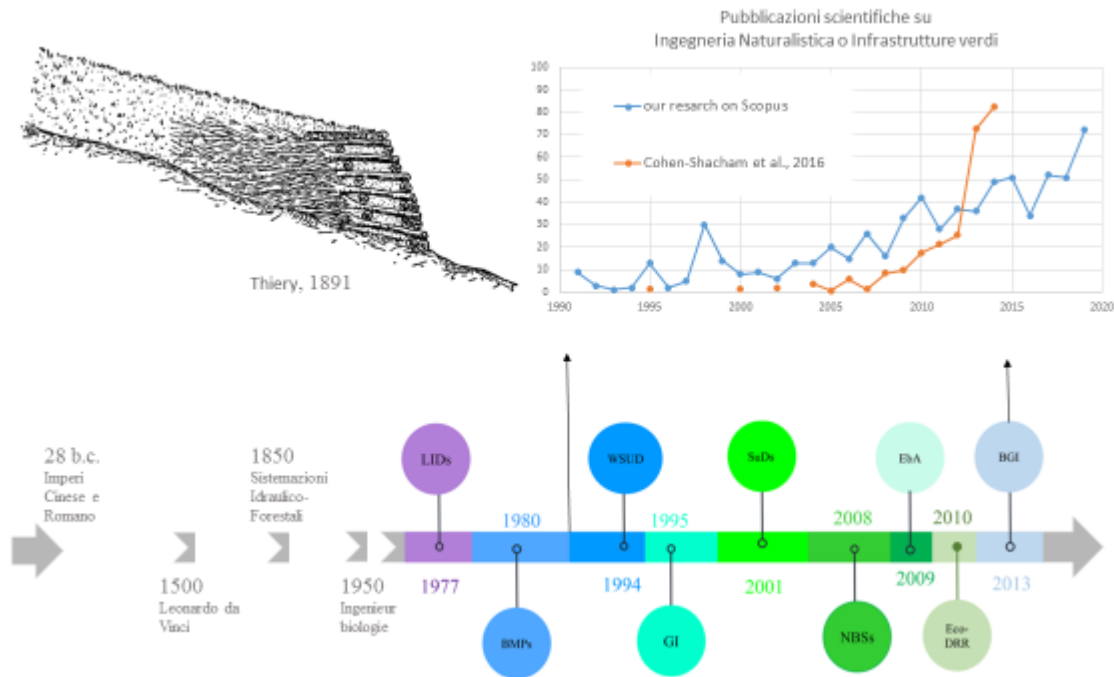 Pubblicazioni scientifiche su
Ingegneria Naturalistica o Infrastrutture verdi
100
90
80
70
60
50
40
30
20
10
0
1990
1995
2000
2005
2010
2015
2020
our resarch on Scopus
Cohen-Shacham et al., 2016
Thiery, 1891
28 b.c.
Imperi
Cinese e
Romano
1500
Leonardo da
Vinci
1850
Sistemazioni
Idraulico-
Forestali
1950
Ingenieur
biologie
LIDs
1977
1980
BMPs
WSUD
1994
1995
GI
SuDs
2001
2008
NBSs
EbA
2009
2010
Eco-
DRR
BGI
2013